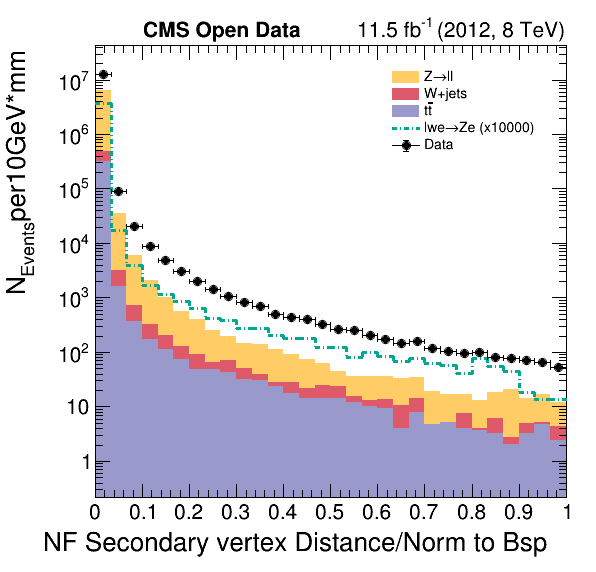 CMS Open Data 11.5 fb⁻¹ (2012, 8 TeV)
N_Events per10GeV*mm
10⁷
10⁶
10⁵
10⁴
10³
10²
10
1
Z→ll
W+jets
tt̄
lwe→Ze (x10000)
Data
0 0.1 0.2 0.3 0.4 0.5 0.6 0.7 0.8 0.9 1
NF Secondary vertex Distance/Norm to Bsp